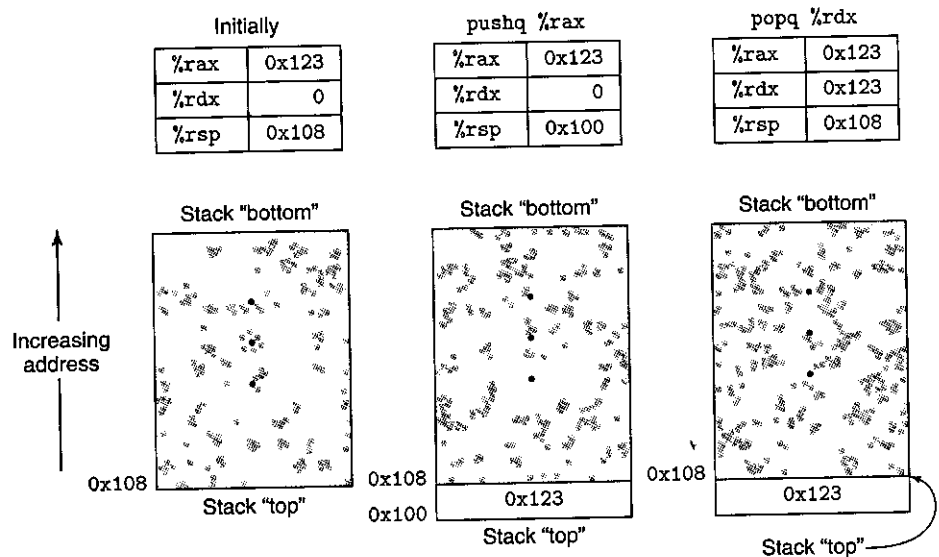 Initially
%rax 0x123
%rdx 0
%rsp 0x108
pushq %rax
%rax 0x123
%rdx 0
%rsp 0x100
popq %rdx
%rax 0x123
%rdx 0x123
%rsp 0x108
Increasing
address
Stack “bottom”
0x108
Stack “top”
Stack “bottom”
0x108
0x123
0x100
Stack “top”
Stack “bottom”
0x108
0x123
Stack “top”